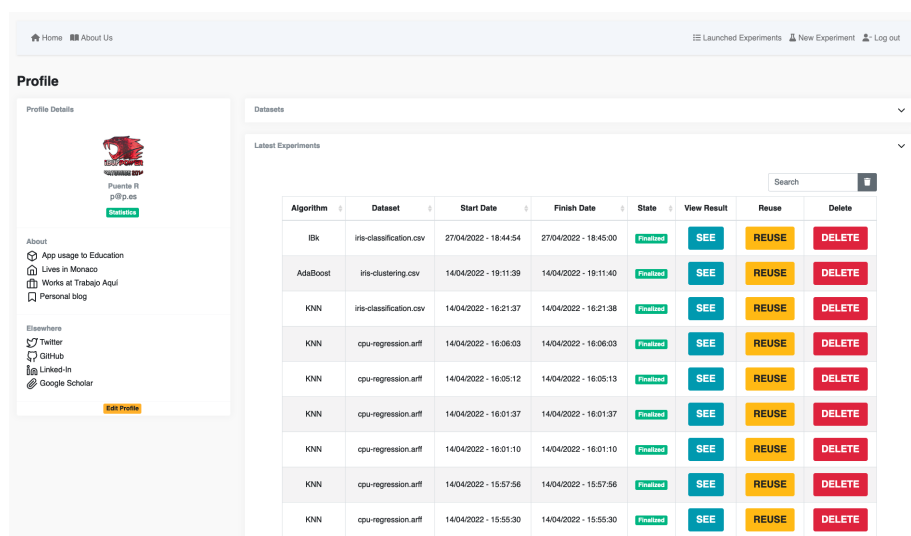 Home About Us Launched Experiments New Experiment Log out
Profile
Profile Details
Puente R
p@p.es
Statistics
About
App usage to Education
Lives in Monaco
Works at Trabajo Aquí
Personal blog
Elsewhere
Twitter
GitHub
Linked-In
Google Scholar
Edit Profile
Datasets
Latest Experiments
Search
Algorithm Dataset Start Date Finish Date State View Result Reuse Delete
IBk iris-classification.csv 27/04/2022 - 18:44:54 27/04/2022 - 18:45:00 Finalized SEE REUSE DELETE
AdaBoost iris-clustering.csv 14/04/2022 - 19:11:39 14/04/2022 - 19:11:40 Finalized SEE REUSE DELETE
KNN iris-classification.csv 14/04/2022 - 16:21:37 14/04/2022 - 16:21:38 Finalized SEE REUSE DELETE
KNN cpu-regression.arff 14/04/2022 - 16:06:03 14/04/2022 - 16:06:03 Finalized SEE REUSE DELETE
KNN cpu-regression.arff 14/04/2022 - 16:05:12 14/04/2022 - 16:05:13 Finalized SEE REUSE DELETE
KNN cpu-regression.arff 14/04/2022 - 16:01:37 14/04/2022 - 16:01:37 Finalized SEE REUSE DELETE
KNN cpu-regression.arff 14/04/2022 - 16:01:10 14/04/2022 - 16:01:10 Finalized SEE REUSE DELETE
KNN cpu-regression.arff 14/04/2022 - 15:57:56 14/04/2022 - 15:57:56 Finalized SEE REUSE DELETE
KNN cpu-regression.arff 14/04/2022 - 15:55:30 14/04/2022 - 15:55:30 Finalized SEE REUSE DELETE